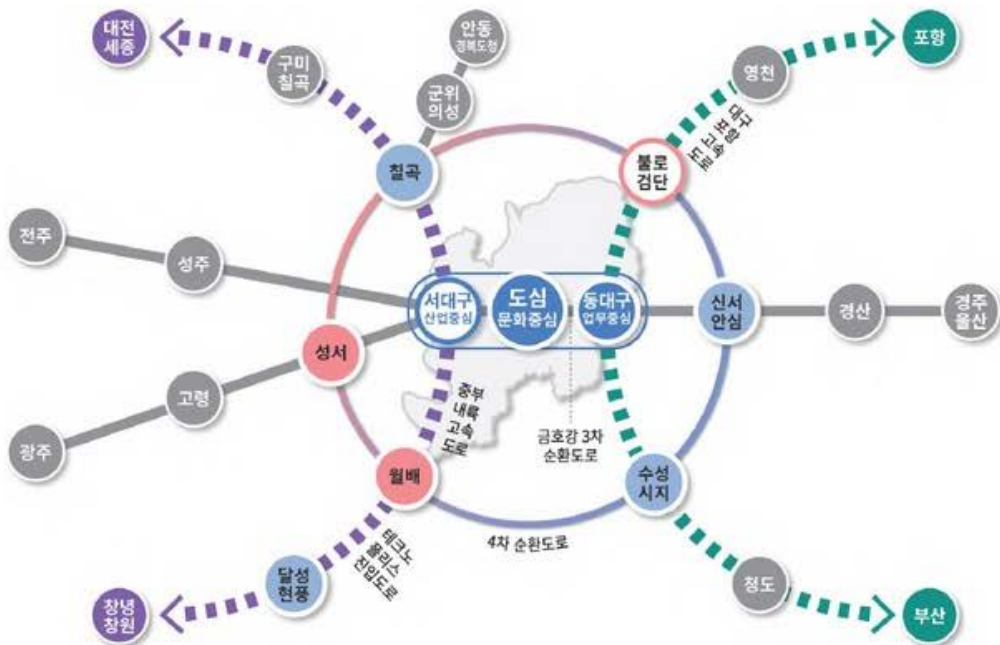 대전
세종
구미
칠곡
안동
경북도청
군위
의성
영천
포항
대구
포항
고속
도로
칠곡
불로
검단
전주
성주
서대구
산업중심
도심
문화중심
동대구
업무중심
신서
안심
경산
경주
울산
성서
고령
광주
중부
내륙
고속
도로
금호강 3차
순환도로
월배
수성
시지
4차 순환도로
테크노
폴리스
진입도로
달성
현풍
청도
창녕
창원
부산